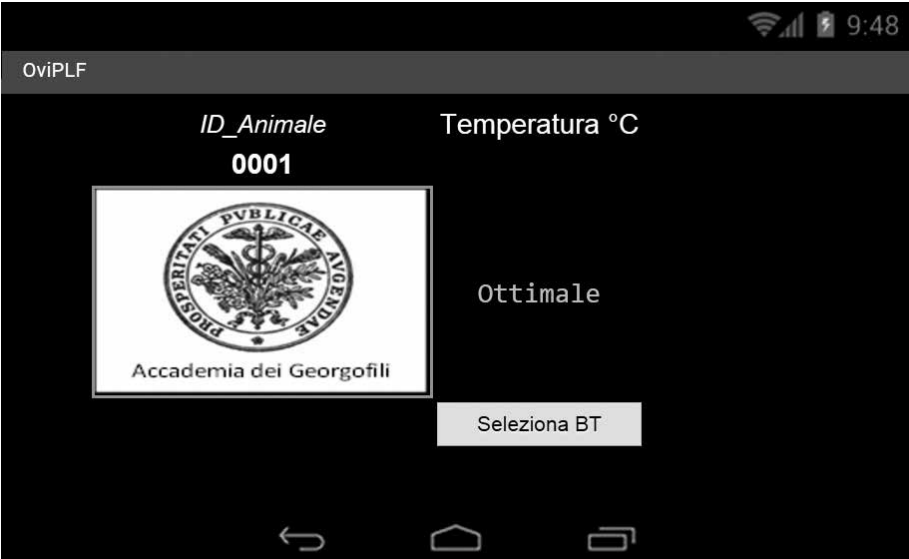 9:48
OviPLF
ID_Animale
0001
Temperatura °C
PROSPERITATI PVBLICAE AVGENDAE
Accademia dei Georgofili
Ottimale
Seleziona BT